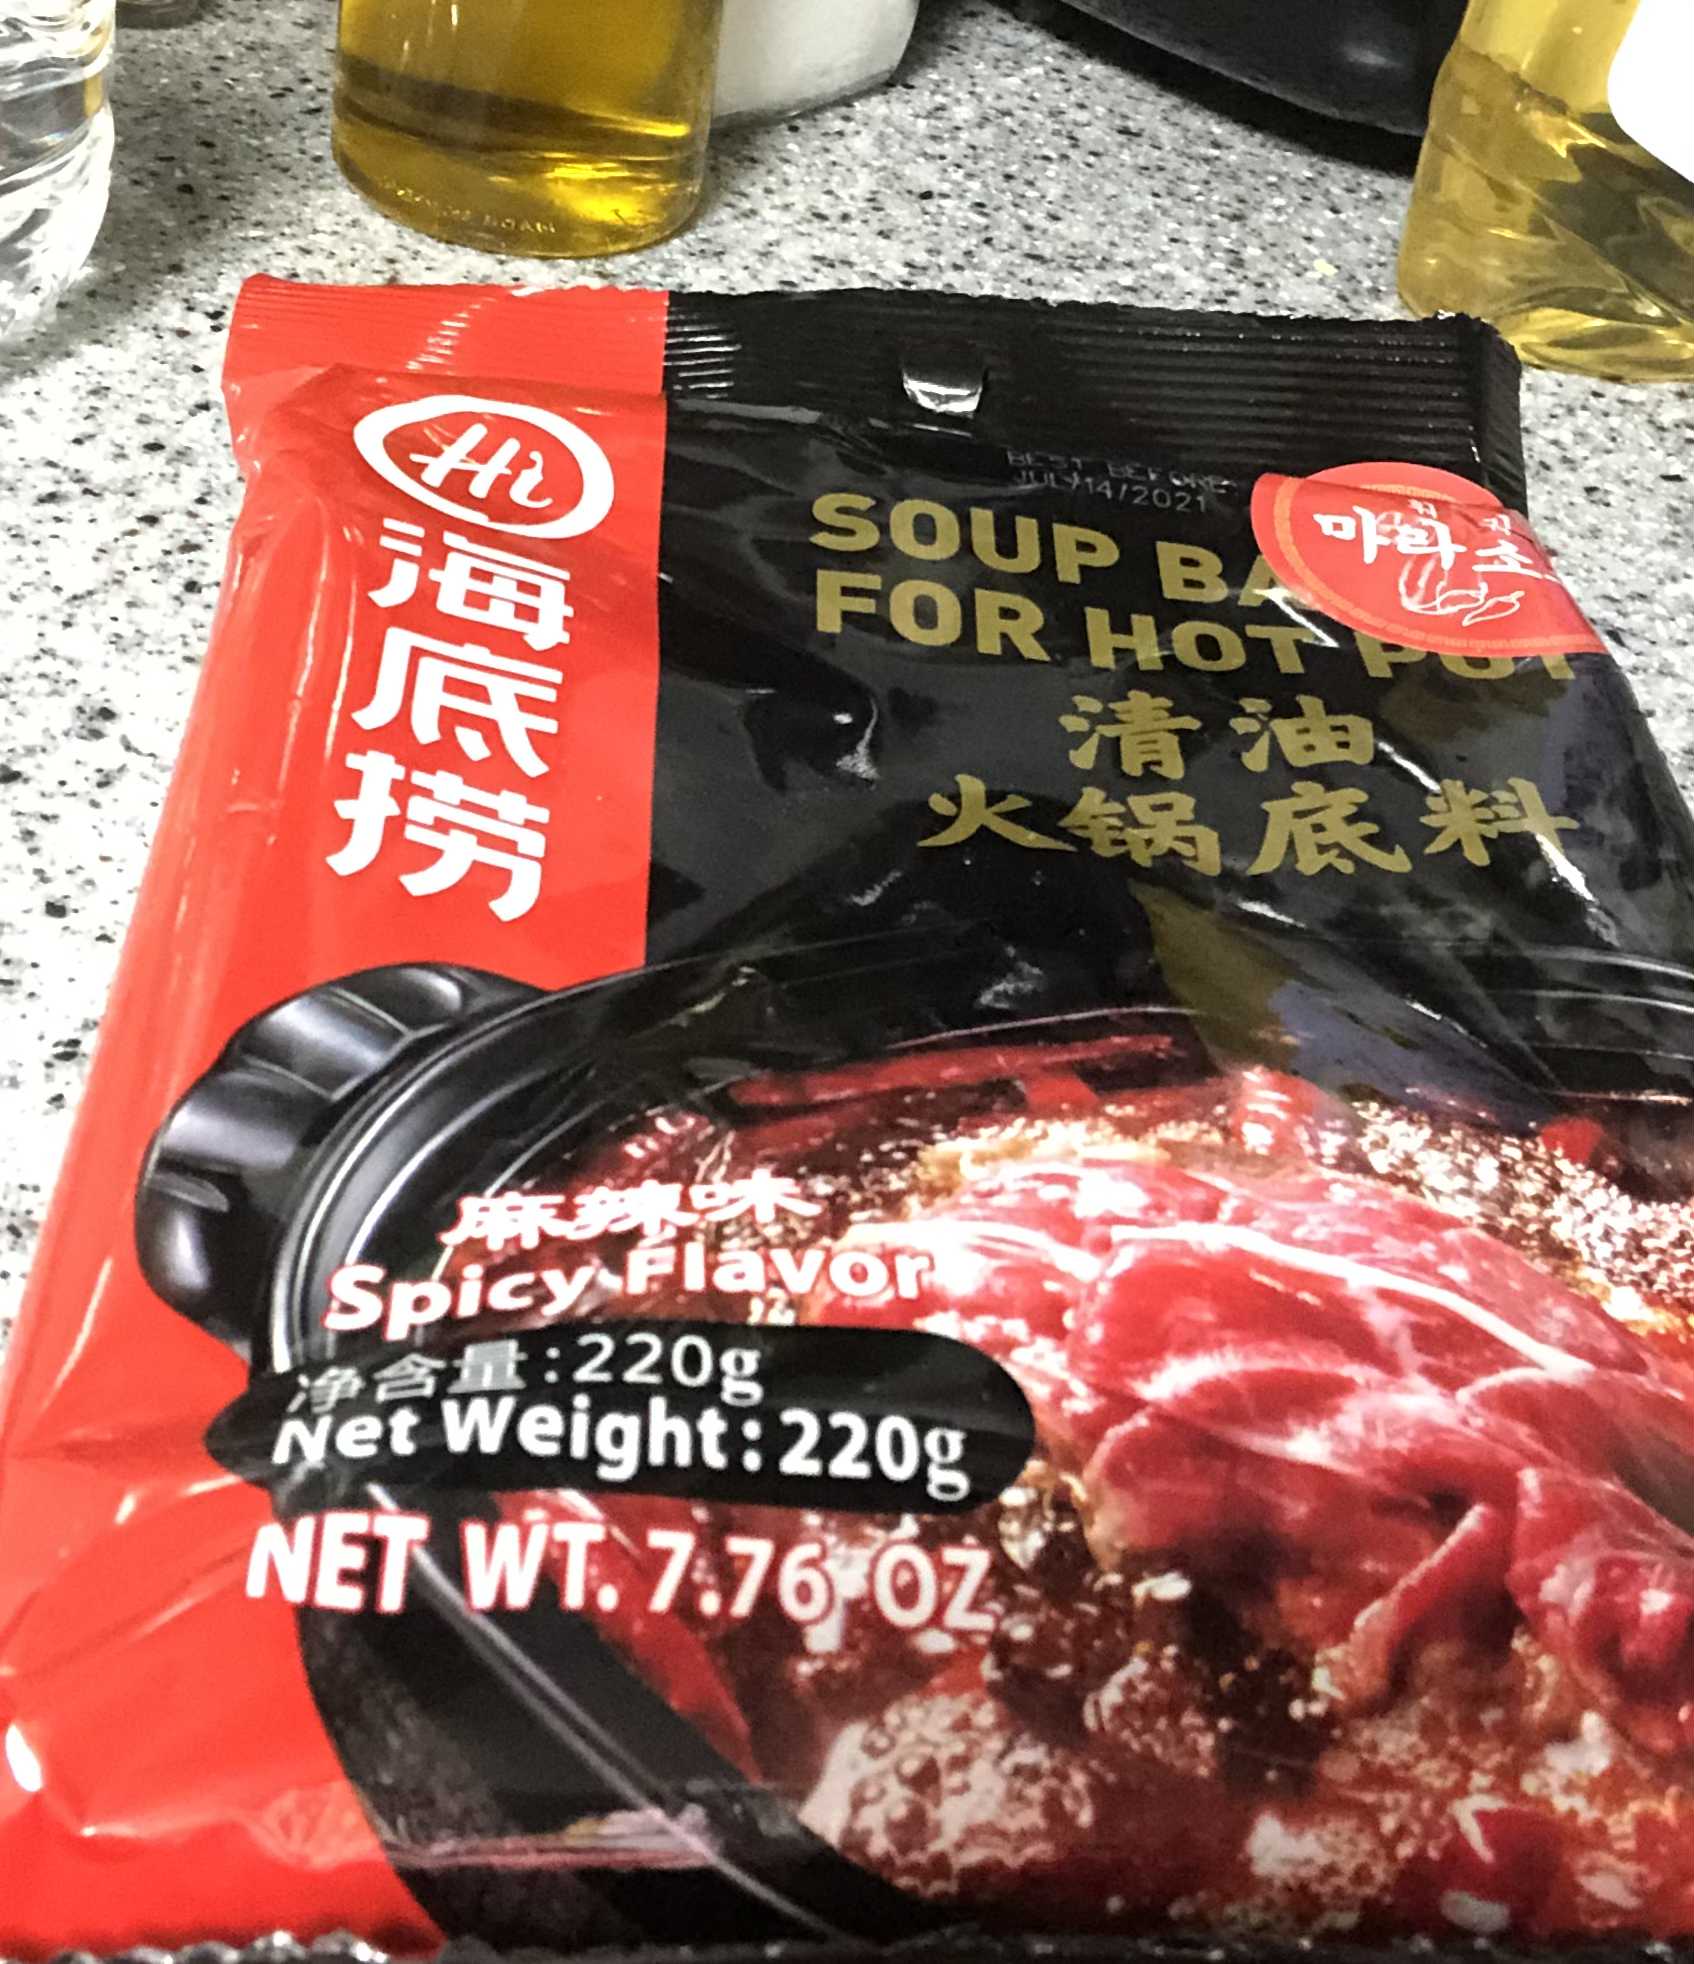 Hi
海底捞
BEST BEFORE
JUL/14/2021
SOUP BA
FOR HOT POT
마라
清油
火锅底料
麻辣味
Spicy Flavor
净含量:220g
Net Weight:220g
NET WT. 7.76 OZ